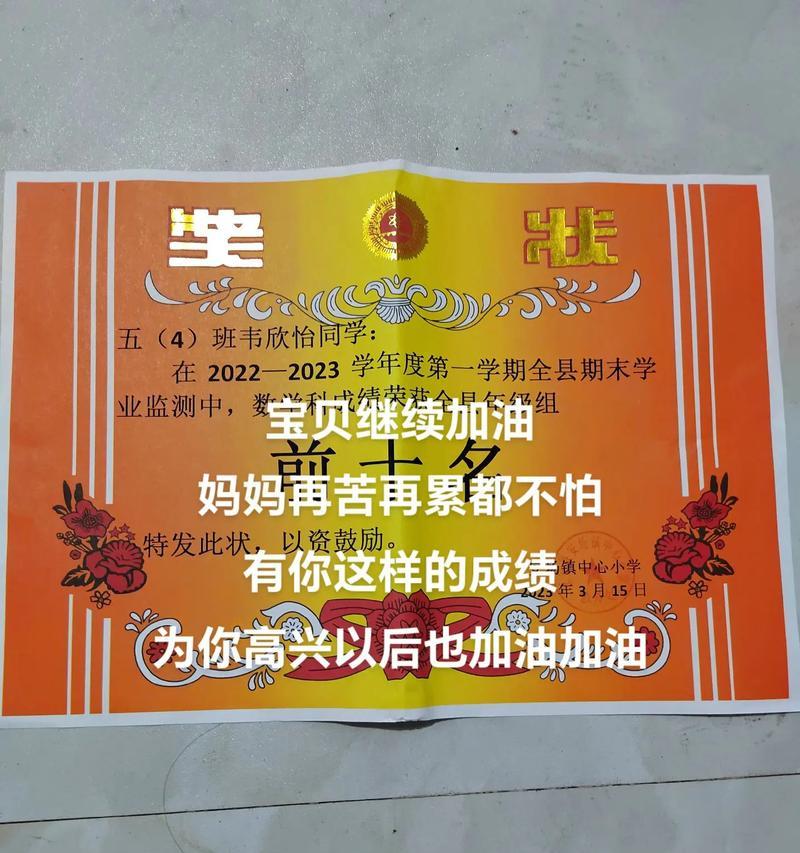 奖 状
五（4）班韦欣怡同学：
在 2022—2023 学年度第一学期全县期末学
业监测中，数学科成绩荣获全县年级组
宝贝继续加油
前十名
妈妈再苦再累都不怕
特发此状，以资鼓励。
有你这样的成绩
镇中心小学
2023 年 3 月 15 日
为你高兴以后也加油加油